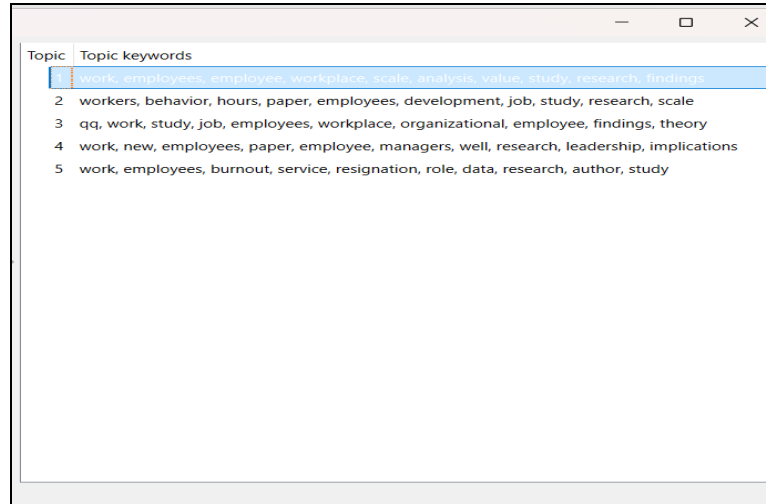 Topic Topic keywords
1 work, employees, employee, workplace, scale, analysis, value, study, research, findings
2 workers, behavior, hours, paper, employees, development, job, study, research, scale
3 qq, work, study, job, employees, workplace, organizational, employee, findings, theory
4 work, new, employees, paper, employee, managers, well, research, leadership, implications
5 work, employees, burnout, service, resignation, role, data, research, author, study